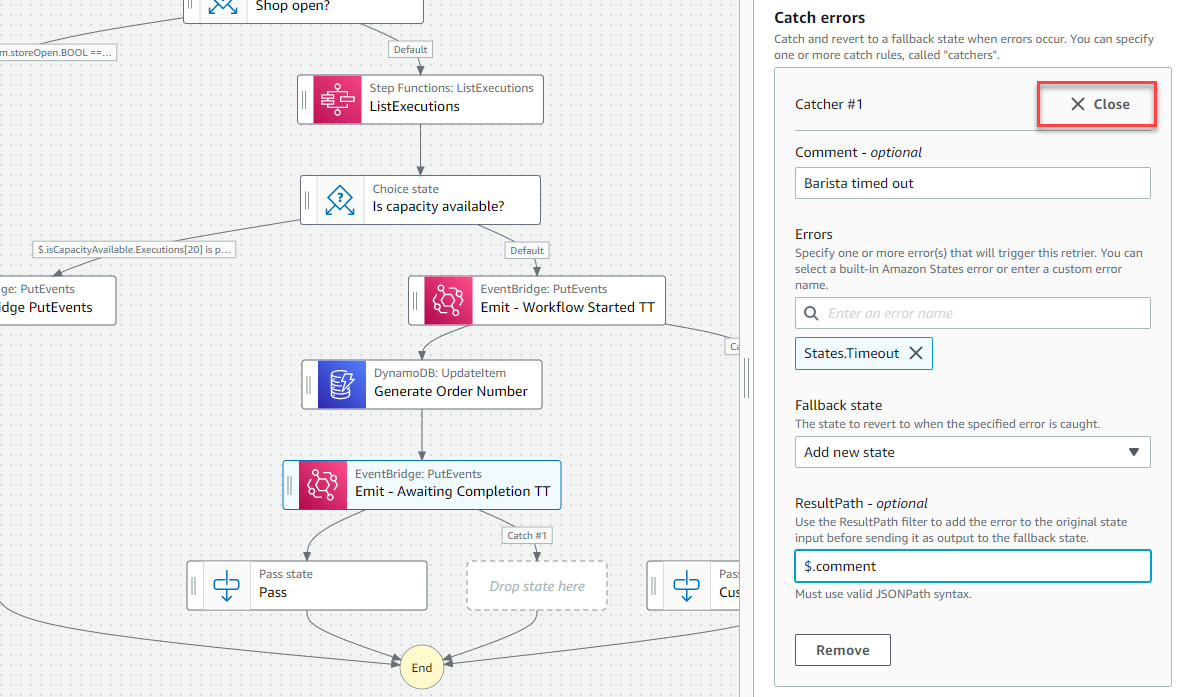 Shop open?
m.storeOpen.BOOL ==...
Default
Step Functions: ListExecutions
ListExecutions
Choice state
Is capacity available?
$.isCapacityAvailable.Executions[20] is p...
Default
ge: PutEvents
idge PutEvents
EventBridge: PutEvents
Emit - Workflow Started TT
Ca
DynamoDB: UpdateItem
Generate Order Number
EventBridge: PutEvents
Emit - Awaiting Completion TT
Catch #1
Pass state
Pass
Drop state here
Pass
Cus
End
Catch errors
Catch and revert to a fallback state when errors occur. You can specify
one or more catch rules, called "catchers".
Catcher #1
Close
Comment - optional
Barista timed out
Errors
Specify one or more error(s) that will trigger this retrier. You can
select a built-in Amazon States error or enter a custom error
name.
Enter an error name
States.Timeout
Fallback state
The state to revert to when the specified error is caught.
Add new state
ResultPath - optional
Use the ResultPath filter to add the error to the original state
input before sending it as output to the fallback state.
$.comment
Must use valid JSONPath syntax.
Remove